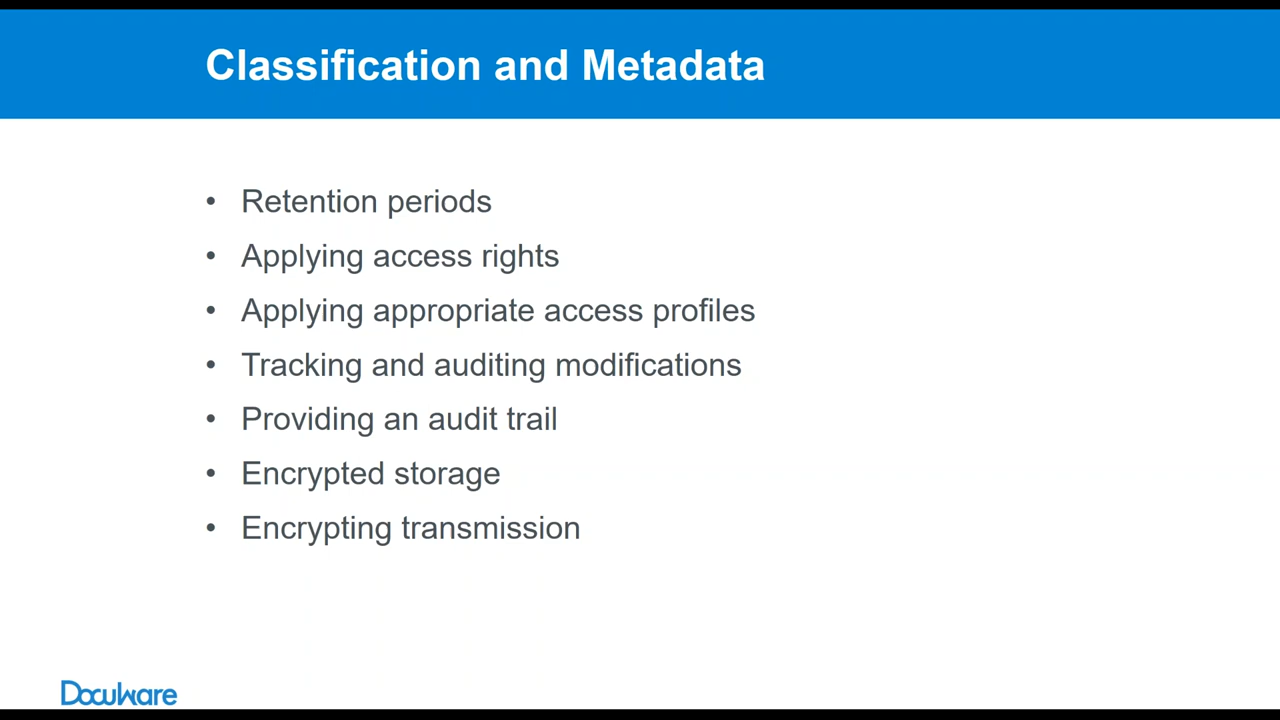 Classification and Metadata
• Retention periods
• Applying access rights
• Applying appropriate access profiles
• Tracking and auditing modifications
• Providing an audit trail
• Encrypted storage
• Encrypting transmission
DocuWare